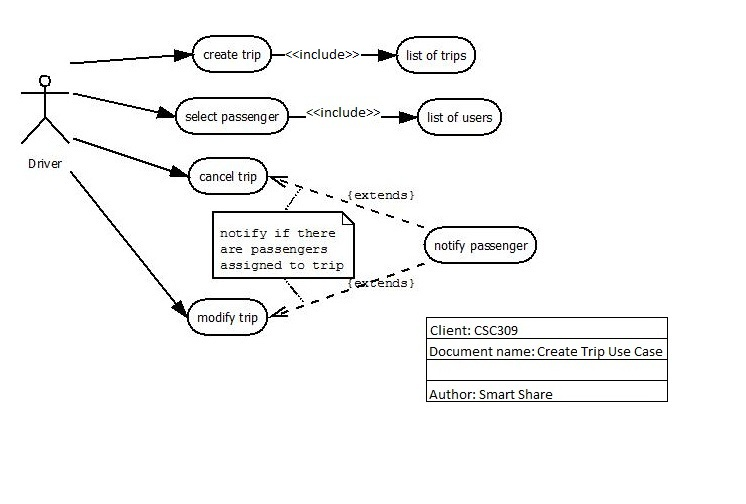 create trip
<<include>>
list of trips
select passenger
<<include>>
list of users
Driver
cancel trip
{extends}
notify if there
are passengers
assigned to trip
notify passenger
{extends}
modify trip
Client: CSC309
Document name: Create Trip Use Case
Author: Smart Share